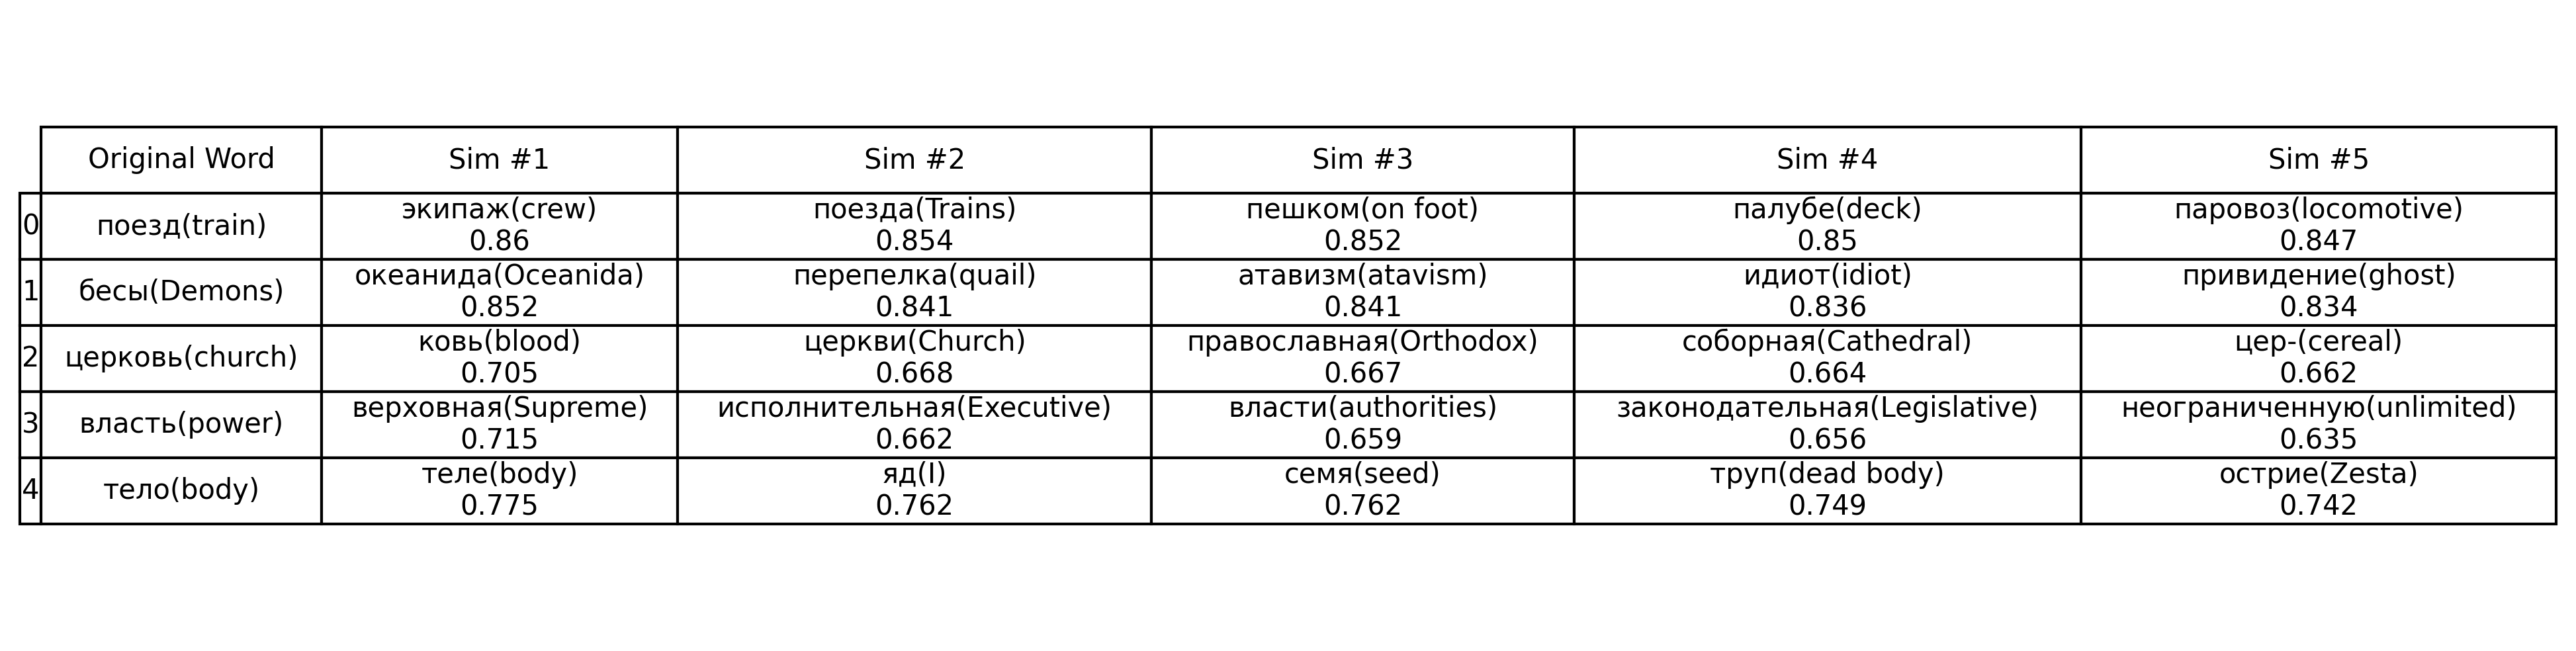 Original Word Sim #1 Sim #2 Sim #3 Sim #4 Sim #5
0 поезд(train) экипаж(crew) поезда(Trains) пешком(on foot) палубе(deck) паровоз(locomotive)
0.86 0.854 0.852 0.85 0.847
1 бесы(Demons) океанида(Oceanida) перепелка(quail) атавизм(atavism) идиот(idiot) привидение(ghost)
0.852 0.841 0.841 0.836 0.834
2 церковь(church) ковь(blood) церкви(Church) православная(Orthodox) соборная(Cathedral) цер-(cereal)
0.705 0.668 0.667 0.664 0.662
3 власть(power) верховная(Supreme) исполнительная(Executive) власти(authorities) законодательная(Legislative) неограниченную(unlimited)
0.715 0.662 0.659 0.656 0.635
4 тело(body) теле(body) яд(I) семя(seed) труп(dead body) острие(Zesta)
0.775 0.762 0.762 0.749 0.742